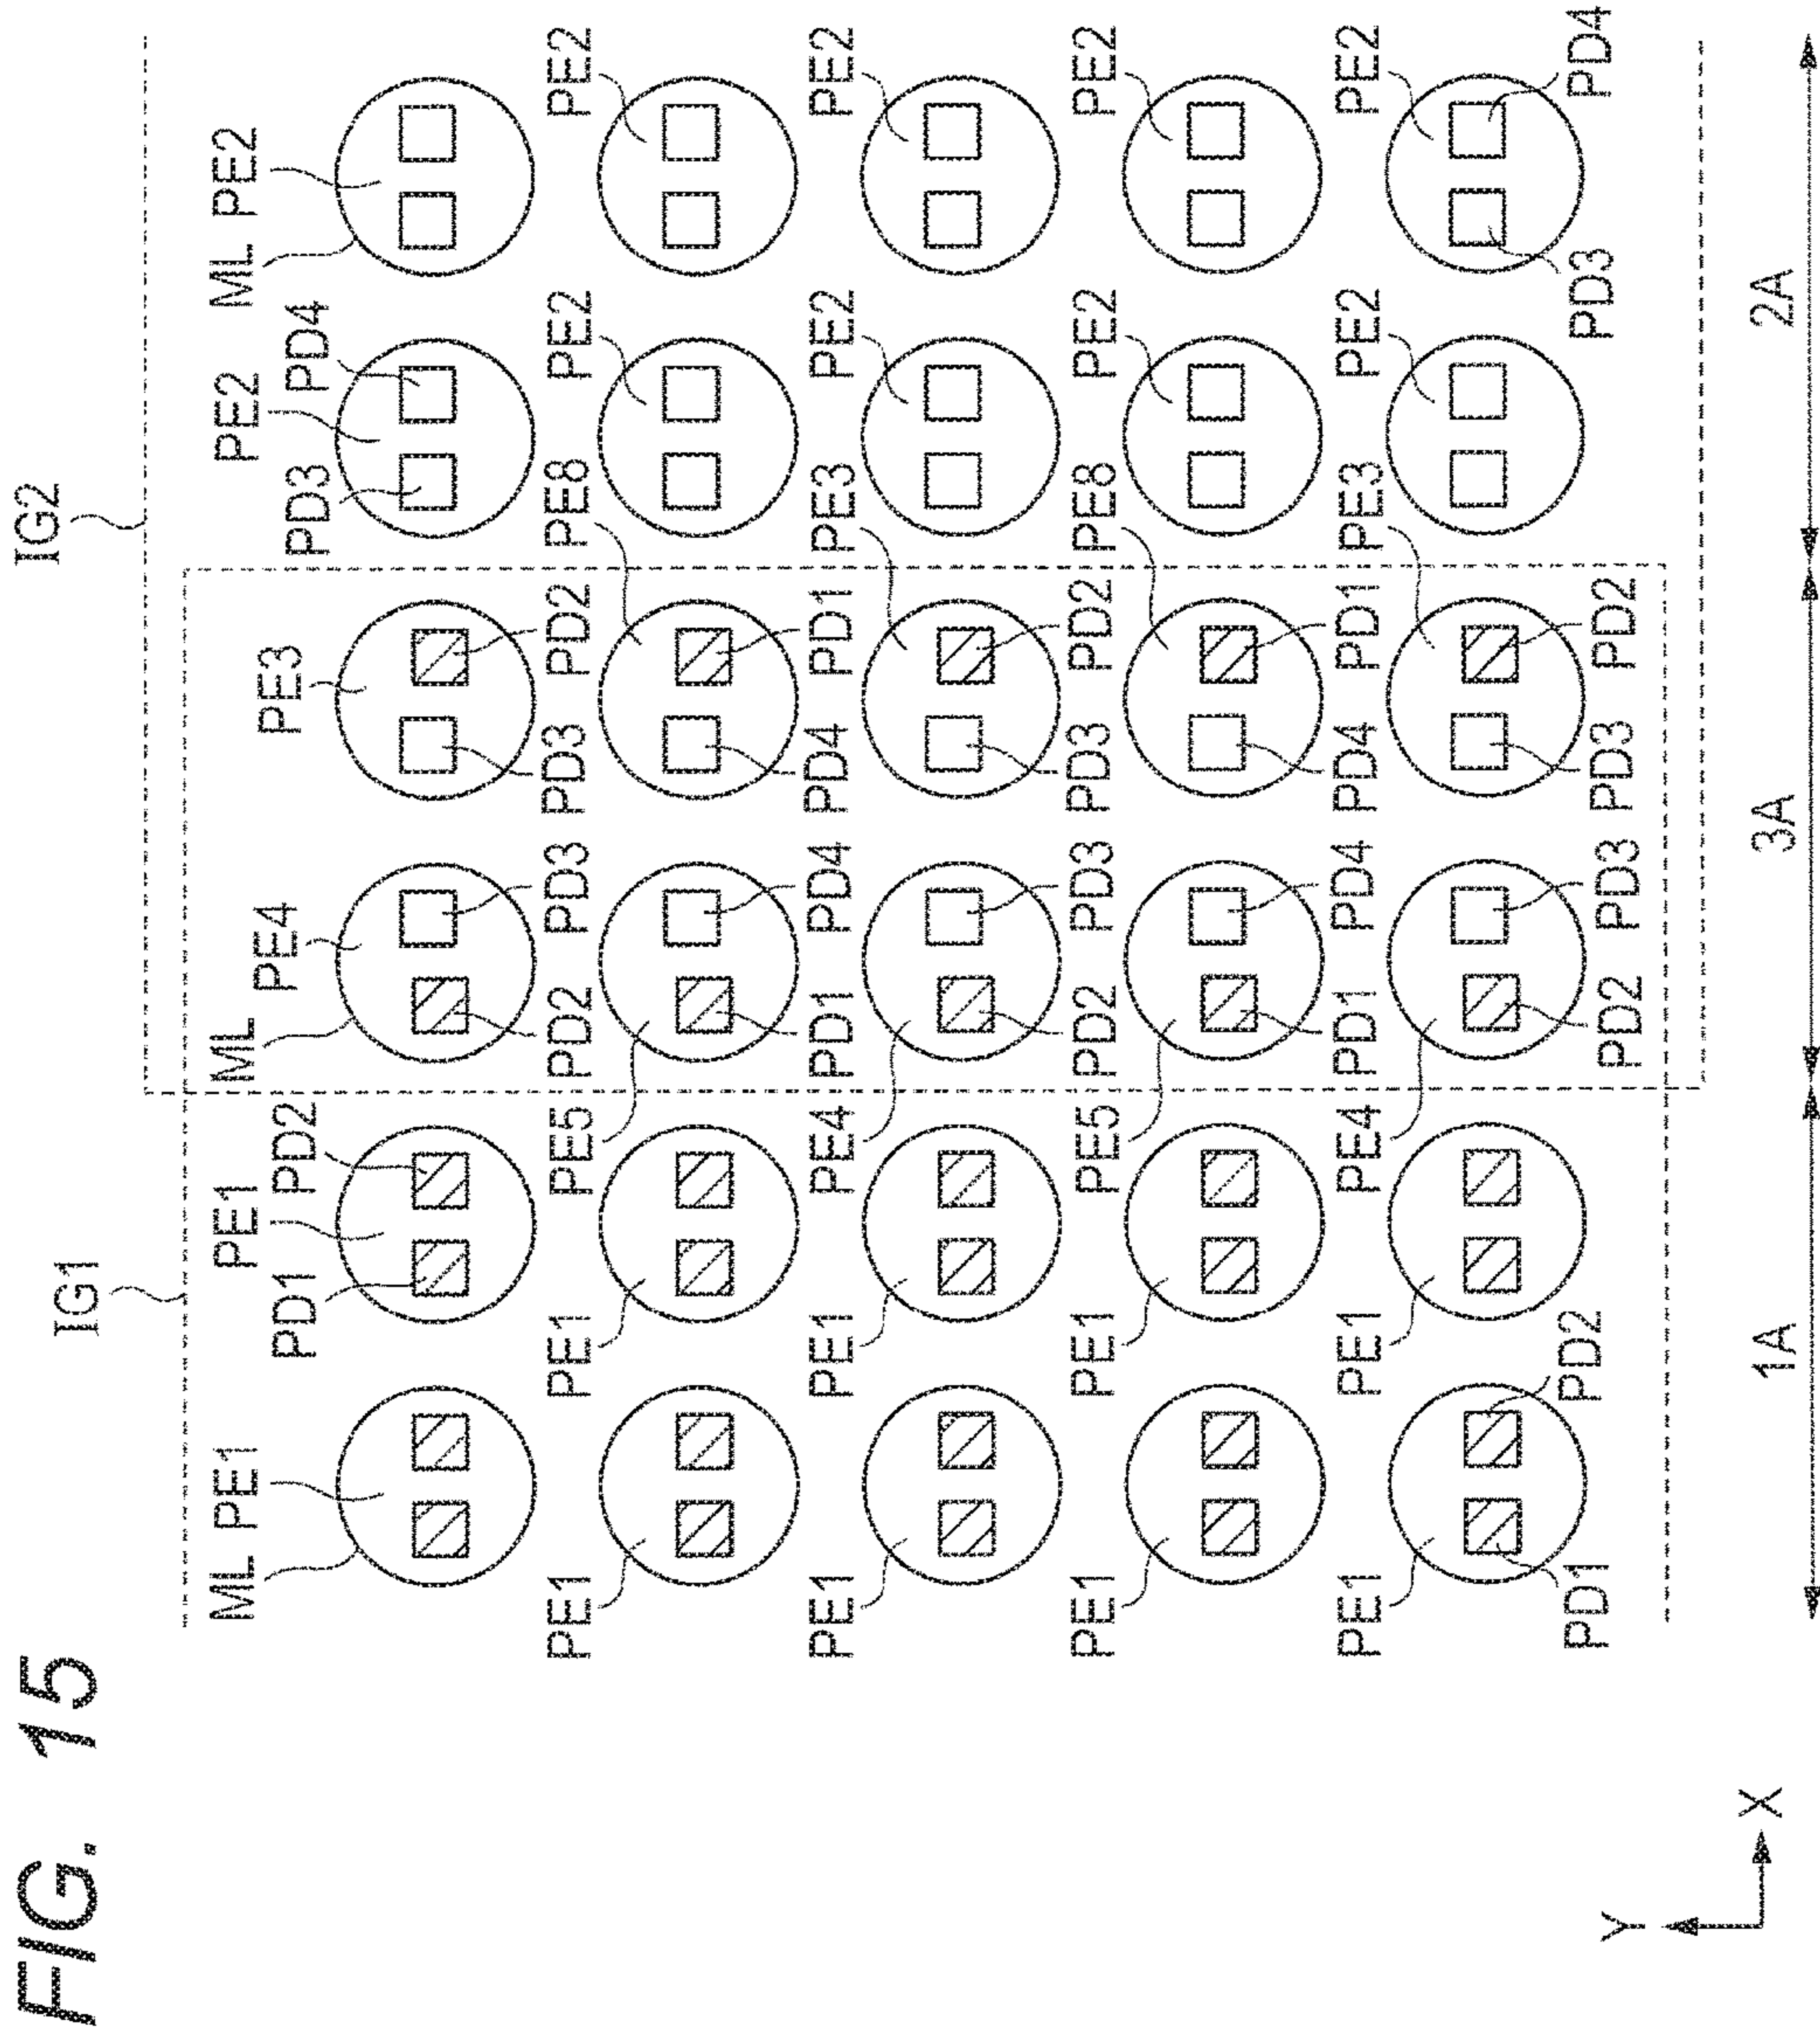 FIG. 15
IG1 IG2
ML PE1 PE1 ML PE4 PE3 PE2 ML PE2
PD1 PD2 PD3 PD4
PE1 PE1 PE5 PD2 PD3 PD3 PD2 PE8 PE2 PE2
PE1 PE1 PE4 PD1 PD4 PD4 PD1 PE3 PE2 PE2
PE1 PE1 PE5 PD2 PD3 PD3 PD2 PE8 PE2 PE2
PE1 PE1 PE4 PD1 PD4 PD4 PD1 PE3 PE2 PE2
PD1 PD2 PD2 PD3 PD3 PD2 PD3 PD4
Y
X 1A 3A 2A